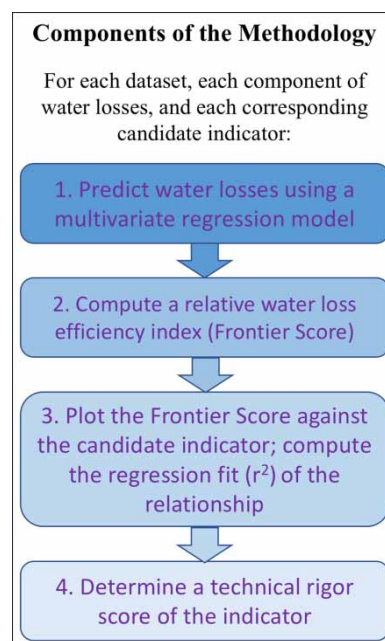 Components of the Methodology
For each dataset, each component of
water losses, and each corresponding
candidate indicator:
1. Predict water losses using a
multivariate regression model
2. Compute a relative water loss
efficiency index (Frontier Score)
3. Plot the Frontier Score against
the candidate indicator; compute
the regression fit (r²) of the
relationship
4. Determine a technical rigor
score of the indicator